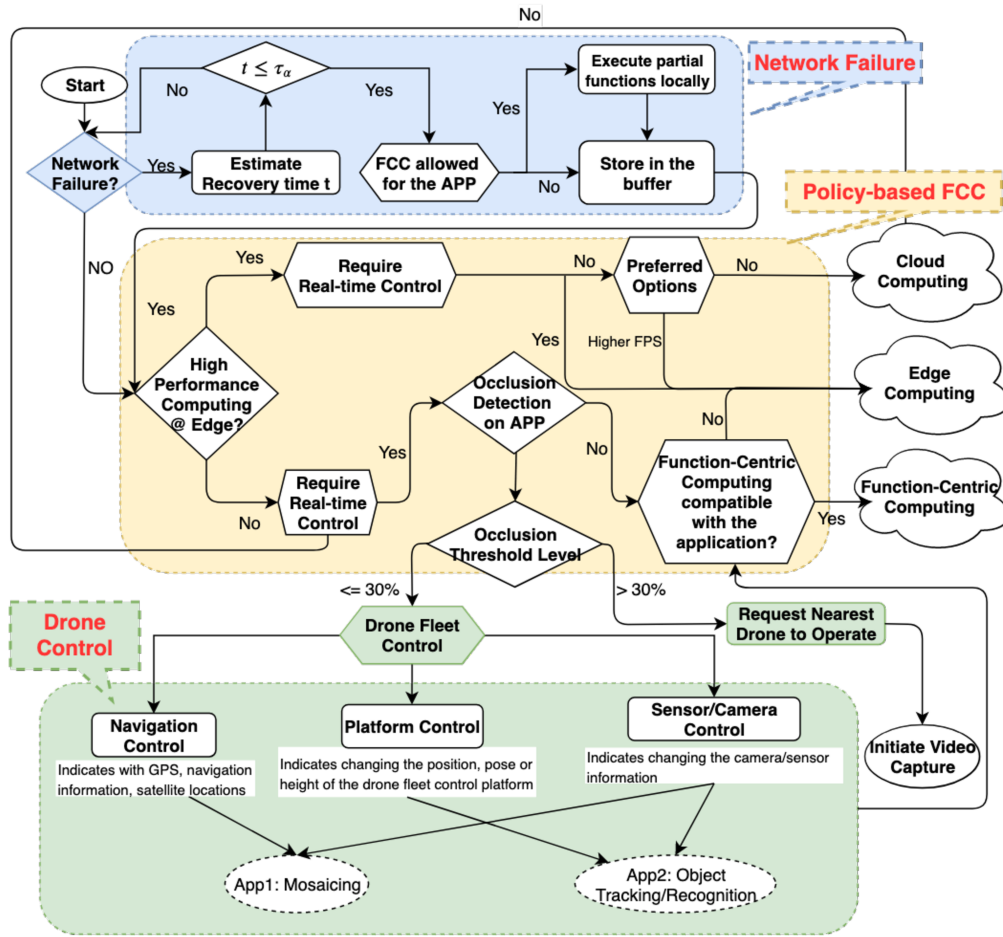 No
Network Failure
Start
t ≤ τα
No
Yes
Execute partial
functions locally
Yes
Network
Failure?
Yes
Estimate
Recovery time t
FCC allowed
for the APP
No
Store in the
buffer
Policy-based FCC
NO
Yes
Require
Real-time Control
No
Preferred
Options
No
Cloud
Computing
Yes
Yes
Higher FPS
High
Performance
Computing
@ Edge?
Occlusion
Detection
on APP
Edge
Computing
No
Yes
No
Function-Centric
Computing
compatible
with the
application?
Require
Real-time
Control
No
Function-Centric
Computing
Yes
Occlusion
Threshold Level
<= 30%
> 30%
Drone
Control
Drone Fleet
Control
Request Nearest
Drone to Operate
Navigation
Control
Platform Control
Sensor/Camera
Control
Initiate Video
Capture
Indicates with GPS, navigation
information, satellite locations
Indicates changing the position, pose or
height of the drone fleet control platform
Indicates changing the camera/sensor
information
App1: Mosaicing
App2: Object
Tracking/Recognition